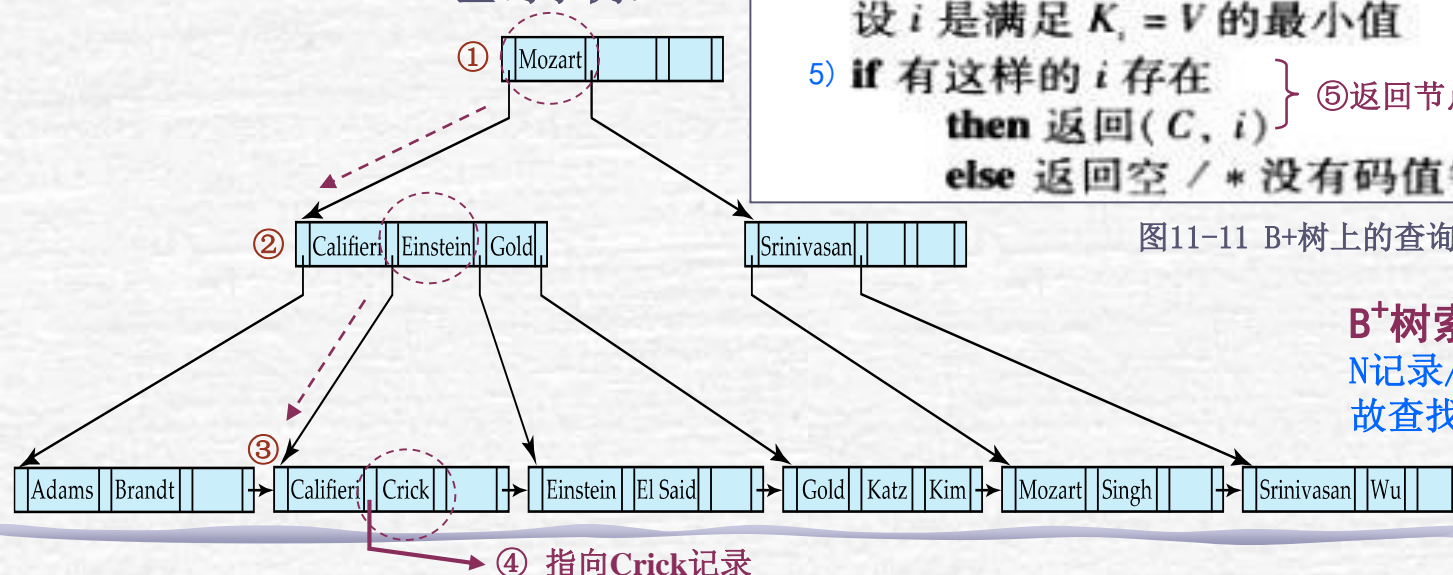 设 i 是满足 Kᵢ = V 的最小值
5) if 有这样的 i 存在
then 返回(C, i)
else 返回空 / * 没有码值
⑤返回节
图11-11 B+树上的查询
① Mozart
② Califieri Einstein Gold
Srinivasan
B⁺树索
N记录/
故查找
③
Adams Brandt
Califieri Crick
Einstein El Said
Gold Katz Kim
Mozart Singh
Srinivasan Wu
④ 指向Crick记录